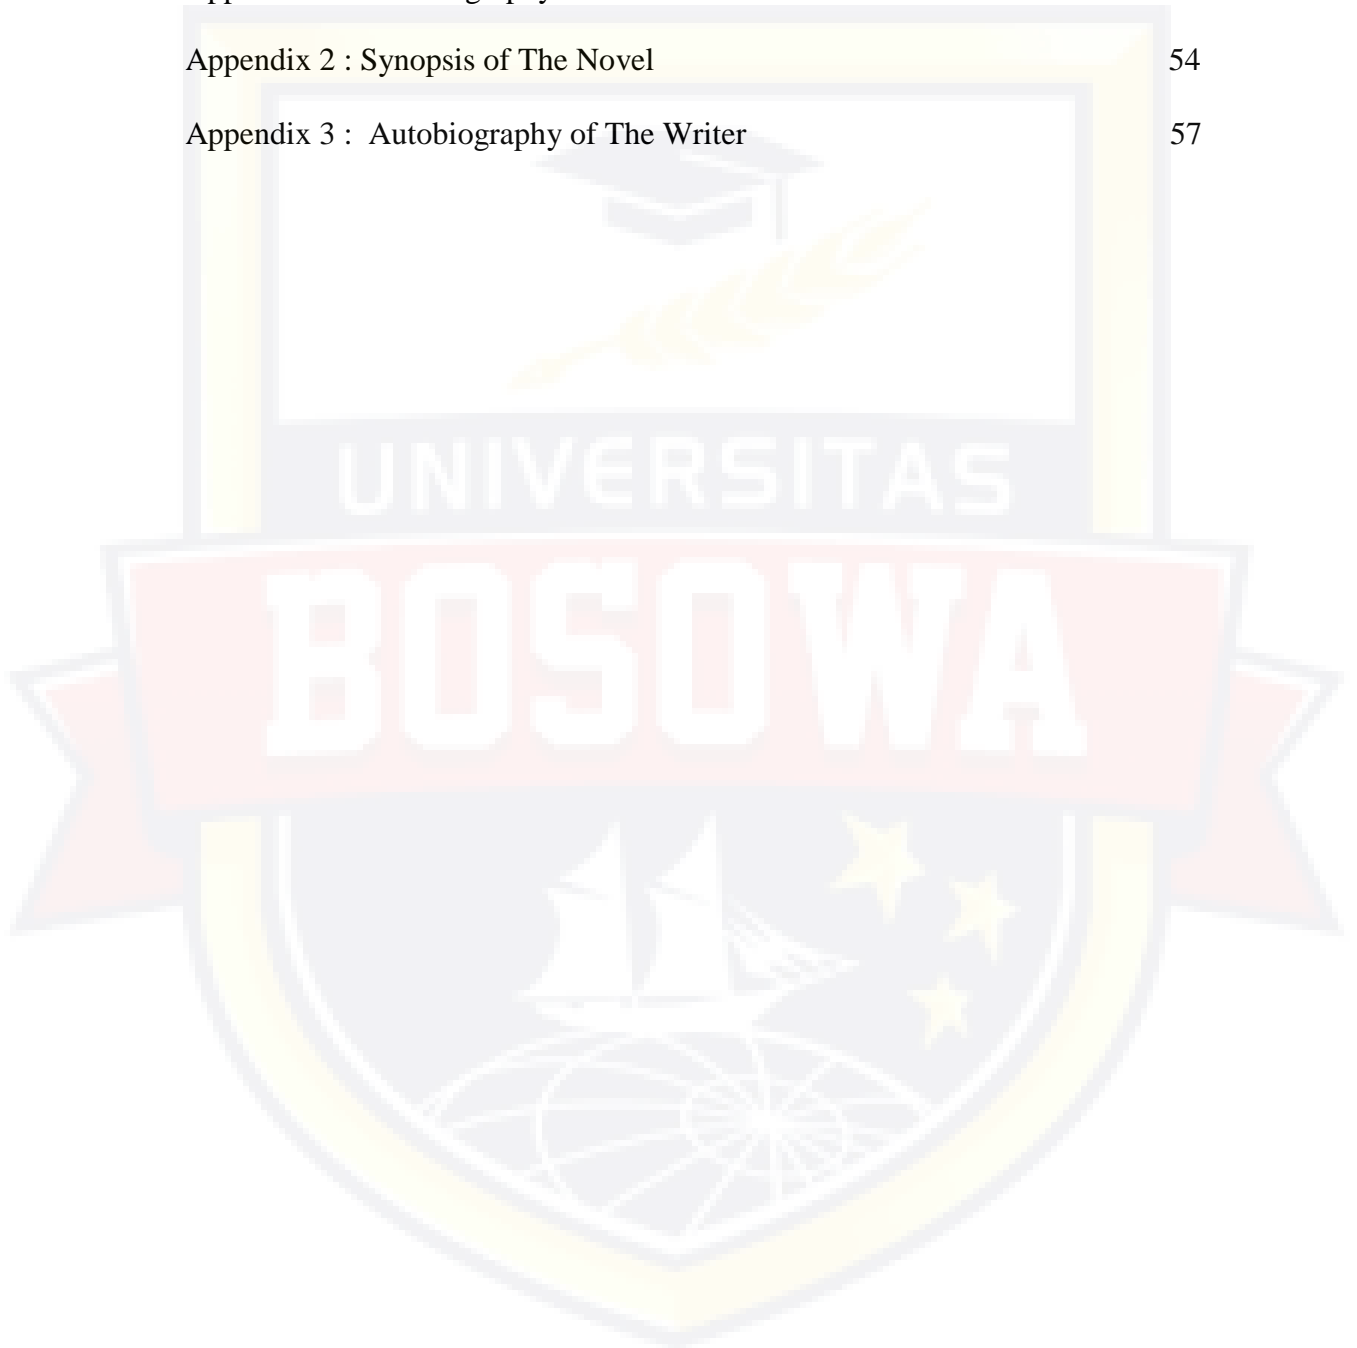 Appendix 2 : Synopsis of The Novel 54
Appendix 3 : Autobiography of The Writer 57
UNIVERSITAS
BOSOWA